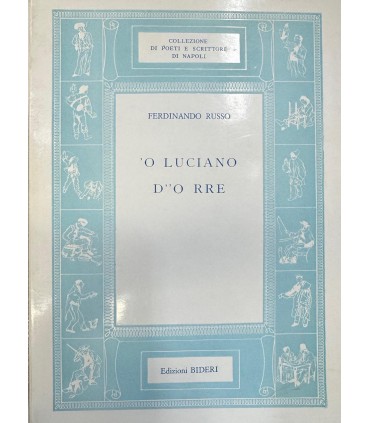 COLLEZIONE
DI POETI E SCRITTORI
DI NAPOLI
FERDINANDO RUSSO
'O LUCIANO
D''O RRE
Edizioni BIDERI